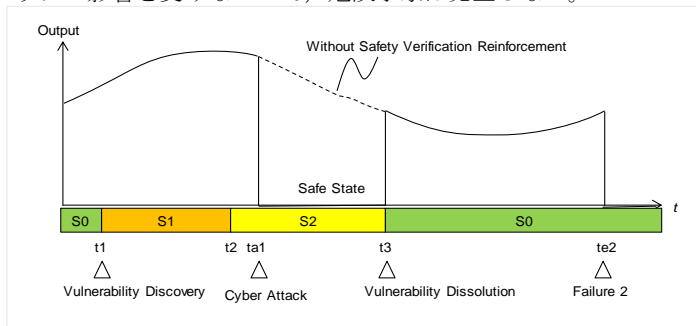 Output
Without Safety Verification Reinforcement
Safe State
t
S0
S1
S2
S0
t1
t2
ta1
t3
te2
Vulnerability Discovery
Cyber Attack
Vulnerability Dissolution
Failure 2